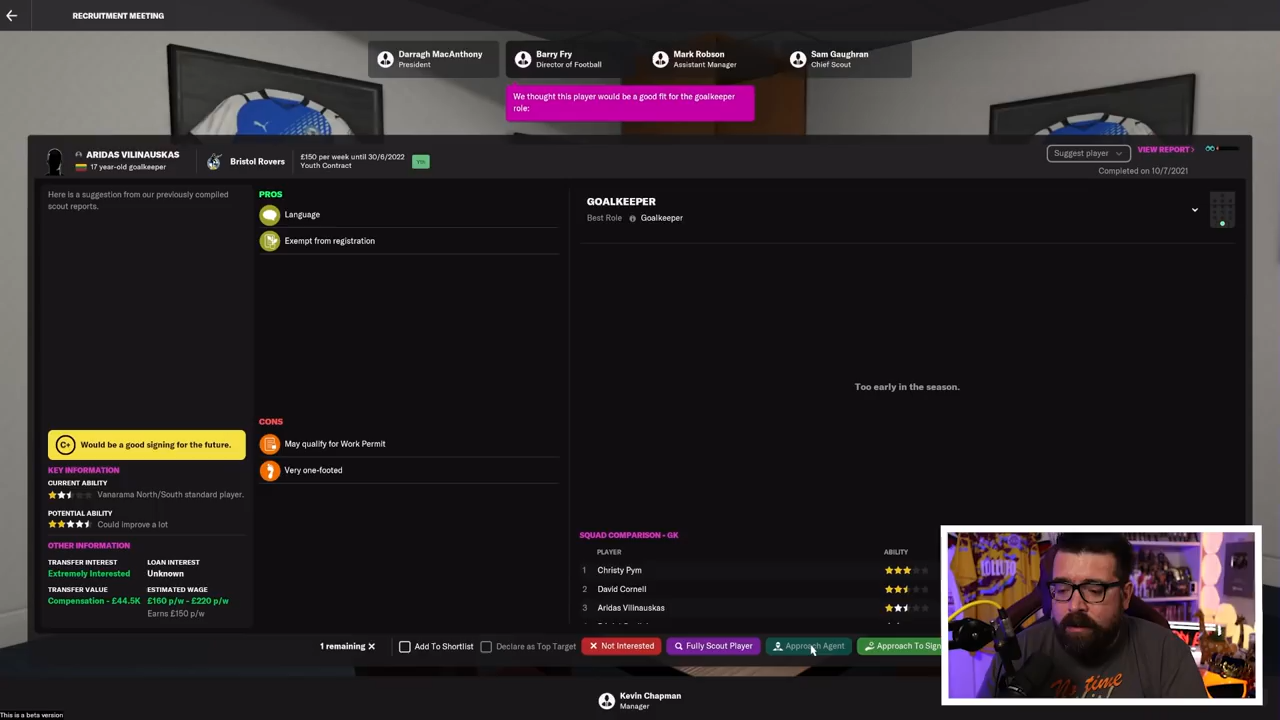 RECRUITMENT MEETING
Darragh MacAnthony
President
Barry Fry
Director of Football
Mark Robson
Assistant Manager
Sam Gaughran
Chief Scout
We thought this player would be a good fit for the goalkeeper
role:
ARIDAS VILINAUSKAS
17 year-old goalkeeper
Bristol Rovers
£150 per week until 30/6/2022
Youth Contract
Yth
Suggest player
VIEW REPORT>
Completed on 10/7/2021
Here is a suggestion from our previously compiled
scout reports.
PROS
Language
Exempt from registration
GOALKEEPER
Best Role
Goalkeeper
Too early in the season.
CONS
May qualify for Work Permit
Very one-footed
C+
Would be a good signing for the future.
KEY INFORMATION
CURRENT ABILITY
Vanarama North/South standard player.
POTENTIAL ABILITY
Could improve a lot
OTHER INFORMATION
TRANSFER INTEREST
Extremely Interested
LOAN INTEREST
Unknown
TRANSFER VALUE
Compensation - £44.5K
ESTIMATED WAGE
£160 p/w - £220 p/w
Earns £150 p/w
SQUAD COMPARISON - GK
PLAYER
ABILITY
1 Christy Pym
2 David Cornell
3 Aridas Vilinauskas
1 remaining X
Add To Shortlist
Declare as Top Target
Not Interested
Fully Scout Player
Approach Agent
Approach To Sign
Kevin Chapman
Manager
This is a beta version
No time